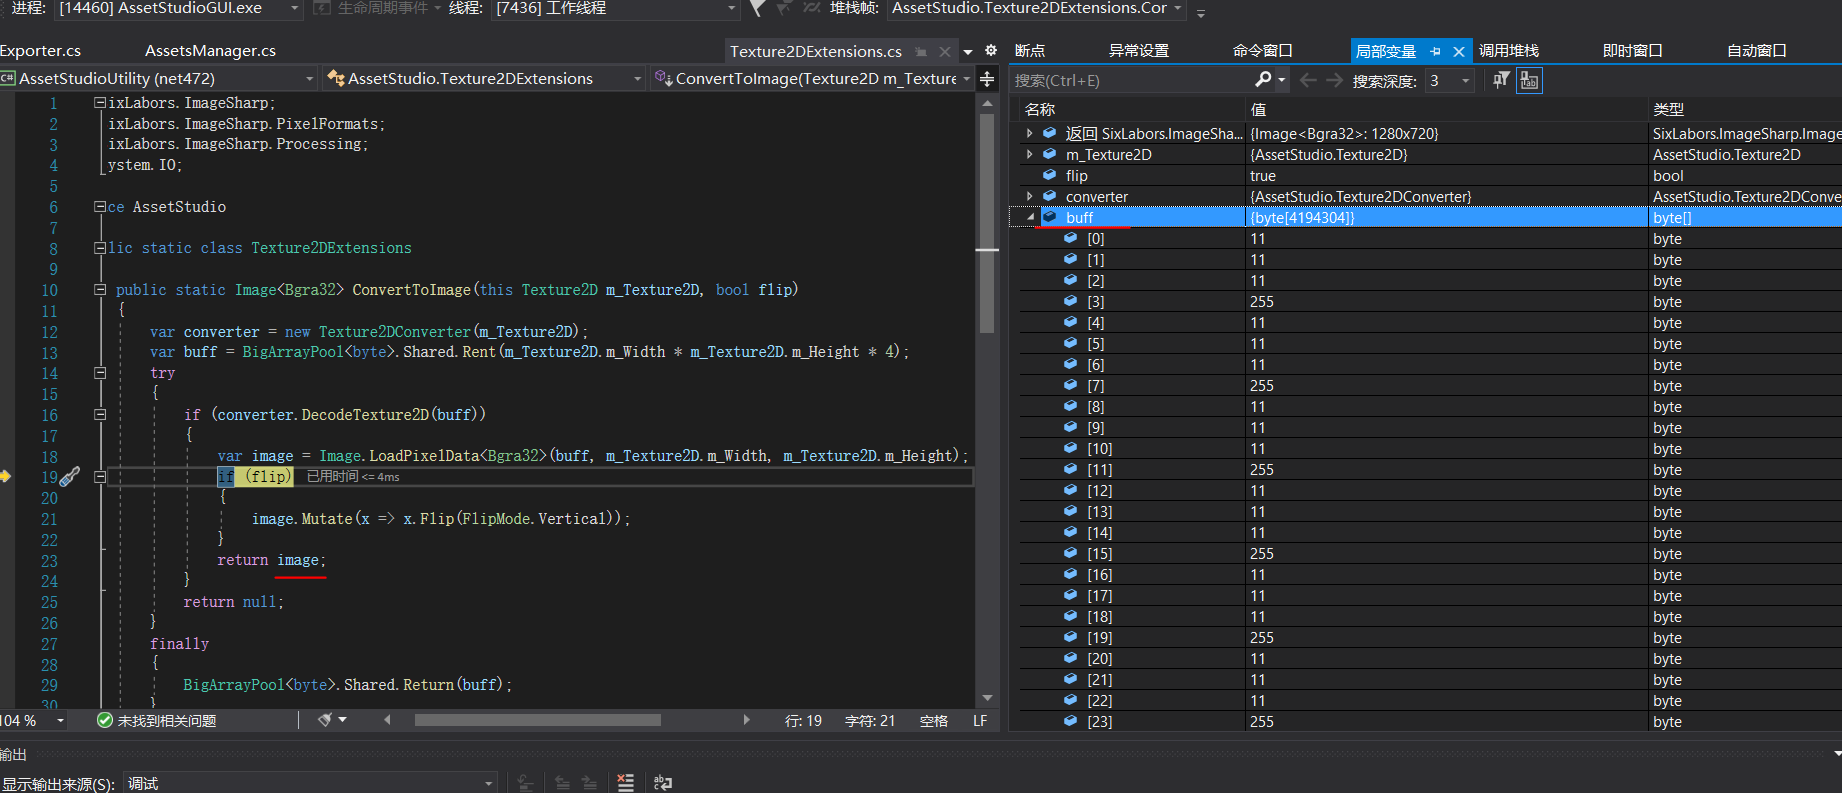 进程: [14460] AssetStudioGUI.exe 生命周期事件 线程: [7436] 工作线程 堆栈帧: AssetStudio.Texture2DExtensions.Cor
Exporter.cs AssetsManager.cs Texture2DExtensions.cs
AssetStudioUtility (net472) AssetStudio.Texture2DExtensions ConvertToImage(Texture2D m_Texture
1 ixLabors.ImageSharp;
2 ixLabors.ImageSharp.PixelFormats;
3 ixLabors.ImageSharp.Processing;
4 ystem.IO;
5
6 ce AssetStudio
7
8 lic static class Texture2DExtensions
9
10 public static Image<Bgra32> ConvertToImage(this Texture2D m_Texture2D, bool flip)
11 {
12 var converter = new Texture2DConverter(m_Texture2D);
13 var buff = BigArrayPool<byte>.Shared.Rent(m_Texture2D.m_Width * m_Texture2D.m_Height * 4);
14 try
15 {
16 if (converter.DecodeTexture2D(buff))
17 {
18 var image = Image.LoadPixelData<Bgra32>(buff, m_Texture2D.m_Width, m_Texture2D.m_Height);
19 if (flip) 已用时间 <= 4ms
20 {
21 image.Mutate(x => x.Flip(FlipMode.Vertical));
22 }
23 return image;
24 }
25 return null;
26 }
27 finally
28 {
29 BigArrayPool<byte>.Shared.Return(buff);
30 }
104 % 未找到相关问题 行: 19 字符: 21 空格 LF
断点 异常设置 命令窗口 局部变量 调用堆栈 即时窗口 自动窗口
搜索(Ctrl+E) 搜索深度: 3
名称 值 类型
返回 SixLabors.ImageSha... {Image<Bgra32>: 1280x720} SixLabors.ImageSharp.Image
m_Texture2D {AssetStudio.Texture2D} AssetStudio.Texture2D
flip true bool
converter {AssetStudio.Texture2DConverter} AssetStudio.Texture2DConve
buff {byte[4194304]} byte[]
[0] 11 byte
[1] 11 byte
[2] 11 byte
[3] 255 byte
[4] 11 byte
[5] 11 byte
[6] 11 byte
[7] 255 byte
[8] 11 byte
[9] 11 byte
[10] 11 byte
[11] 255 byte
[12] 11 byte
[13] 11 byte
[14] 11 byte
[15] 255 byte
[16] 11 byte
[17] 11 byte
[18] 11 byte
[19] 255 byte
[20] 11 byte
[21] 11 byte
[22] 11 byte
[23] 255 byte
输出
显示输出来源(S): 调试